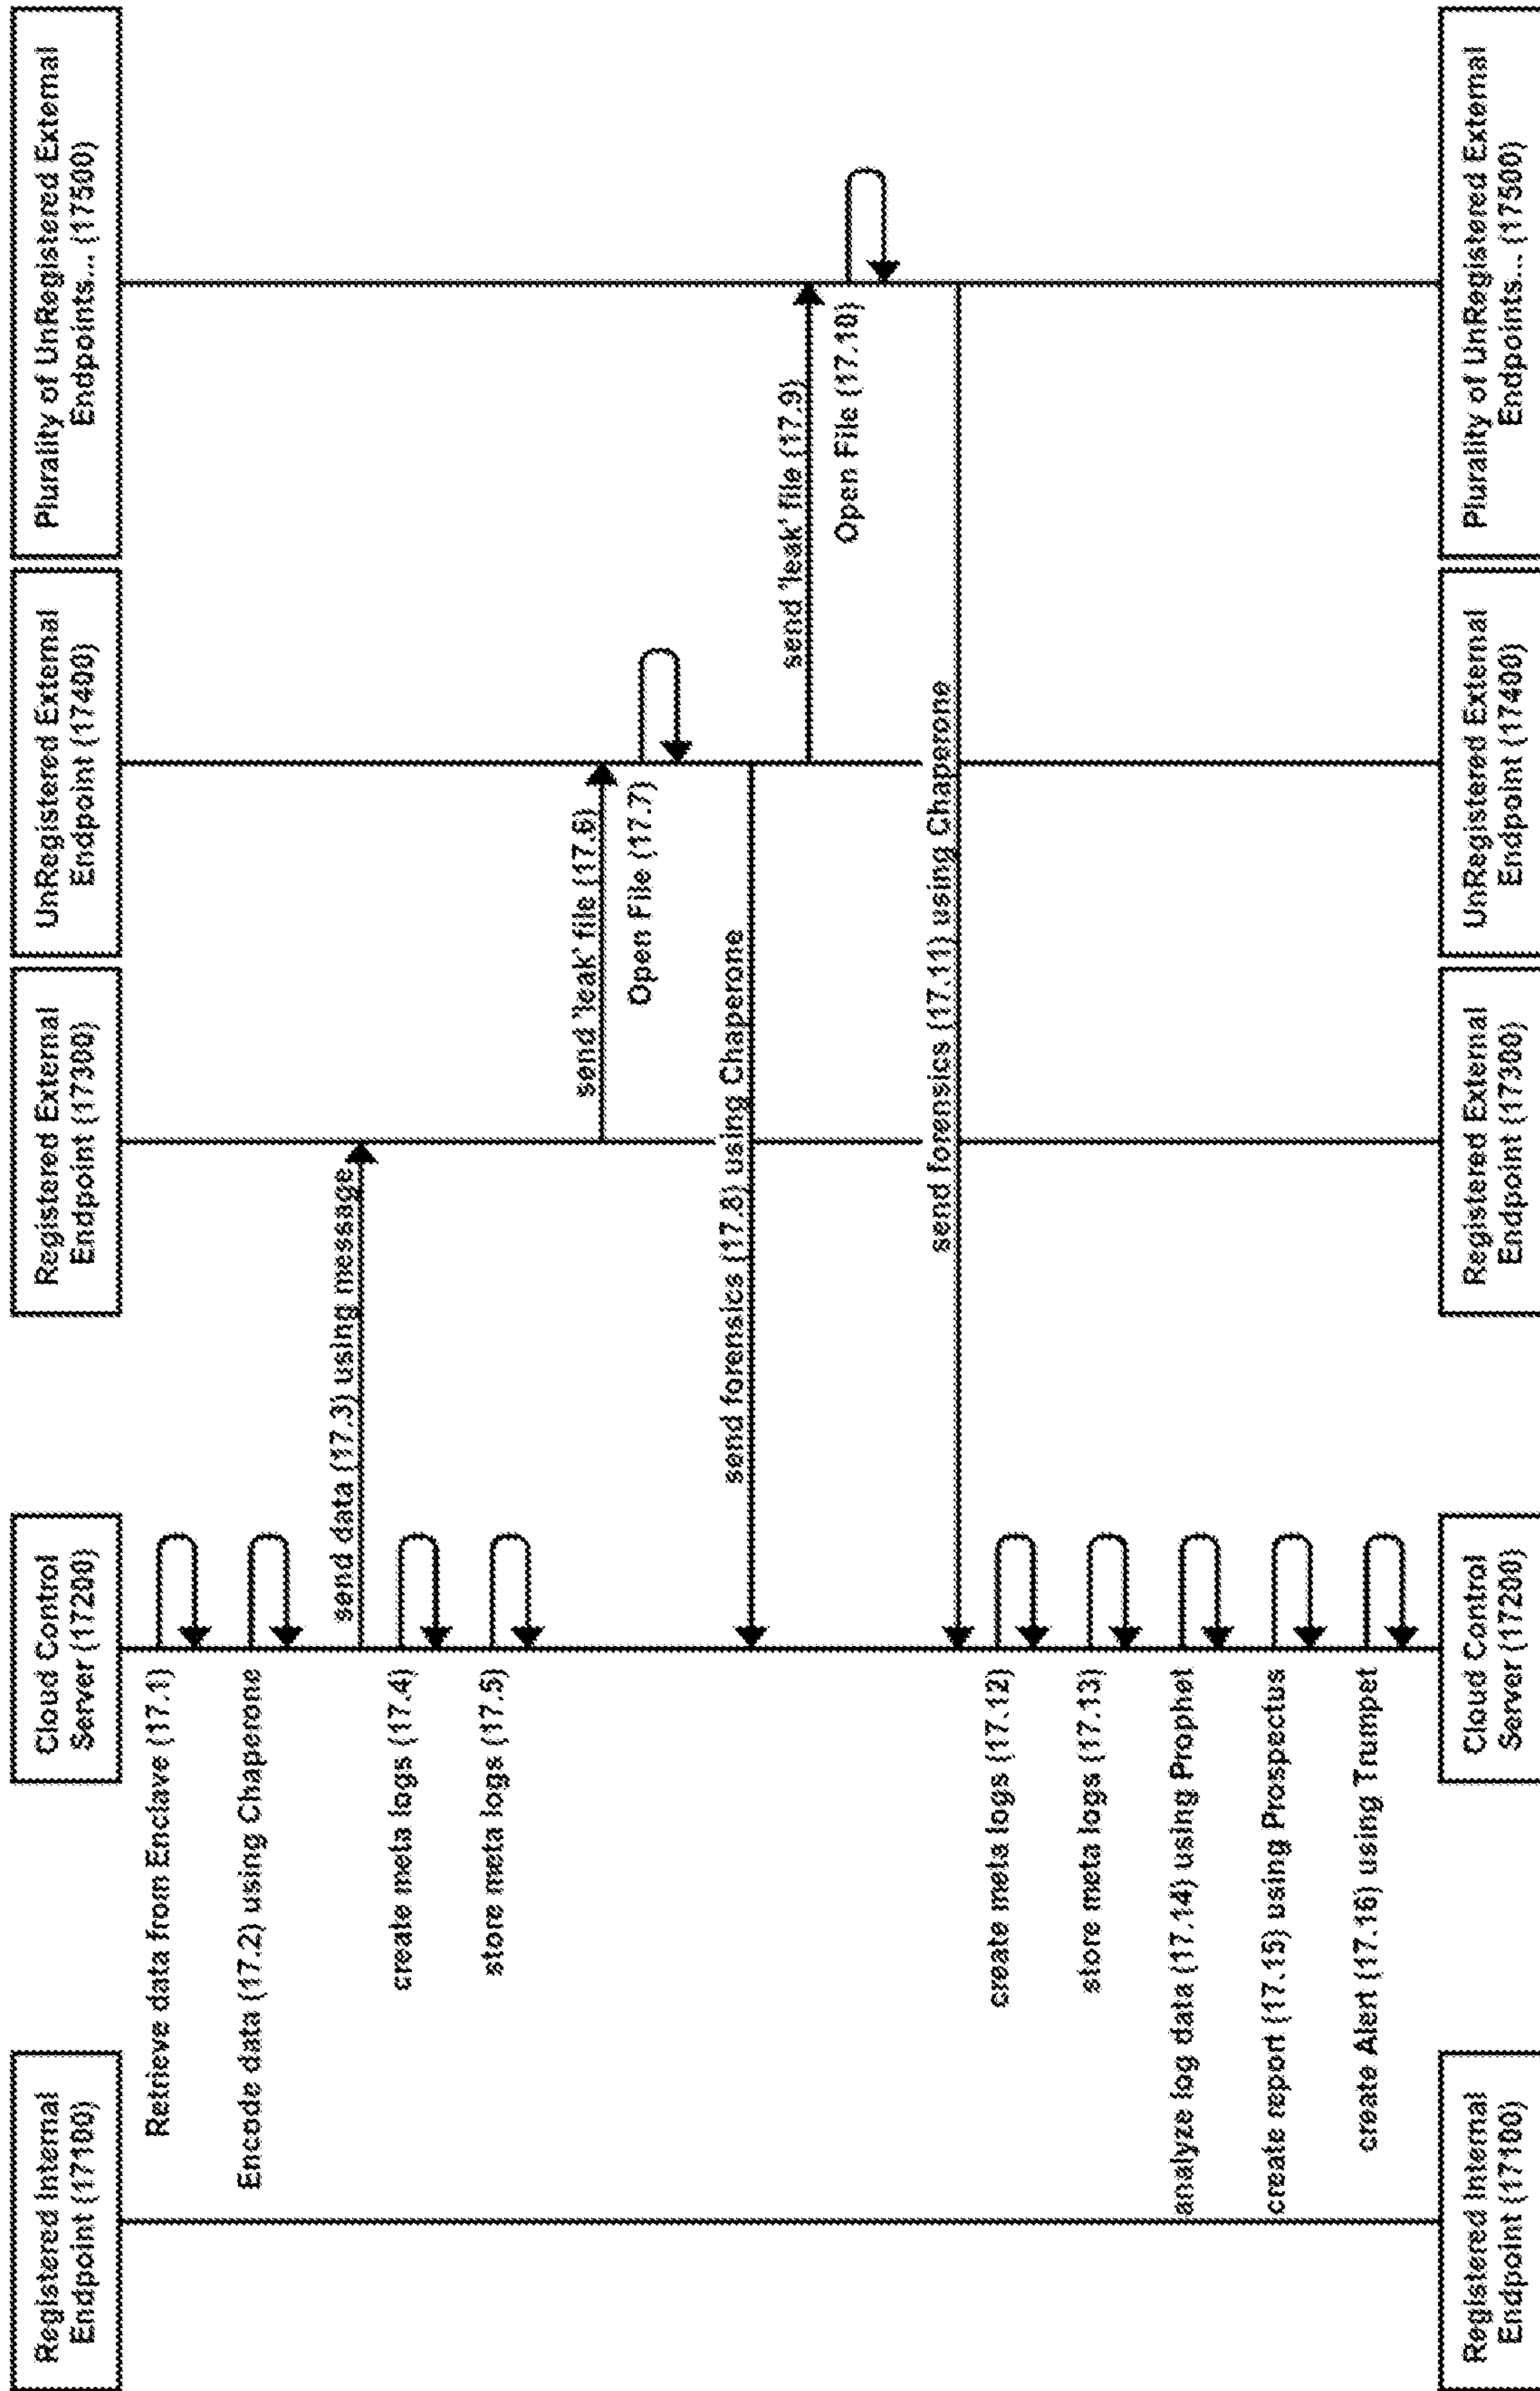 Registered Internal
Endpoint (17100)
Cloud Control
Server (17200)
Registered External
Endpoint (17300)
UnRegistered External
Endpoint (17400)
Plurality of UnRegistered External
Endpoints... (17500)
Retrieve data from Enclave (17.1)
Encode data (17.2) using Chaperone
send data (17.3) using message
create meta logs (17.4)
store meta logs (17.5)
send 'leak' file (17.6)
Open File (17.7)
send forensics (17.8) using Chaperone
send 'leak' file (17.9)
Open File (17.10)
send forensics (17.11) using Chaperone
create meta logs (17.12)
store meta logs (17.13)
analyze log data (17.14) using Prophet
create report (17.15) using Prospectus
create Alert (17.16) using Trumpet
Registered Internal
Endpoint (17100)
Cloud Control
Server (17200)
Registered External
Endpoint (17300)
UnRegistered External
Endpoint (17400)
Plurality of UnRegistered External
Endpoints... (17500)